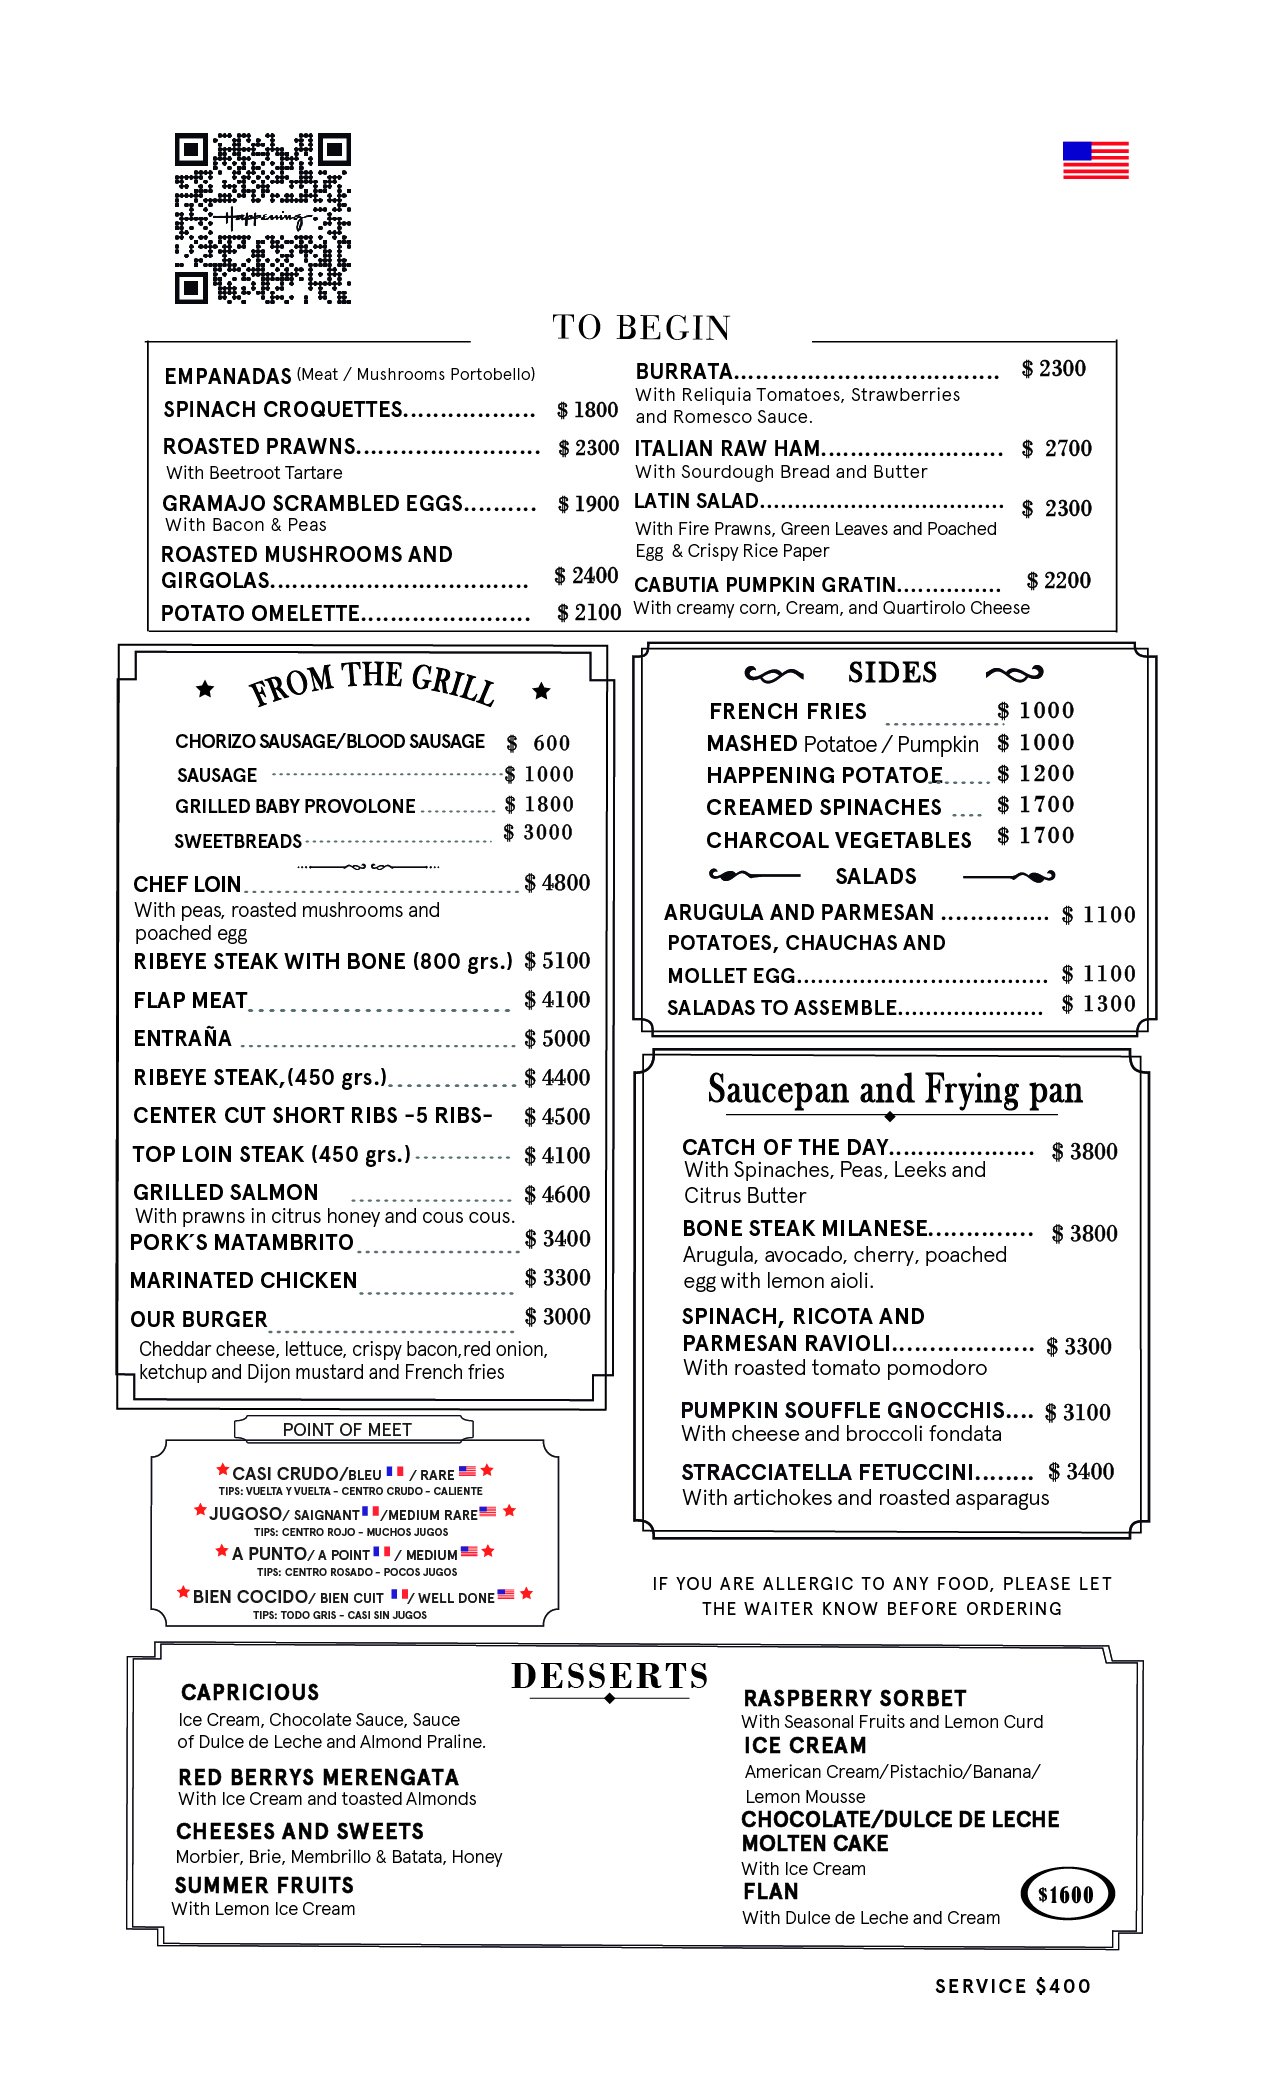 Happening
TO BEGIN
EMPANADAS (Meat / Mushrooms Portobello)
SPINACH CROQUETTES.................. $ 1800
ROASTED PRAWNS......................... $ 2300
With Beetroot Tartare
GRAMAJO SCRAMBLED EGGS.......... $ 1900
With Bacon & Peas
ROASTED MUSHROOMS AND
GIRGOLAS................................... $ 2400
POTATO OMELETTE....................... $ 2100
BURRATA.................................... $ 2300
With Reliquia Tomatoes, Strawberries
and Romesco Sauce.
ITALIAN RAW HAM......................... $ 2700
With Sourdough Bread and Butter
LATIN SALAD.................................... $ 2300
With Fire Prawns, Green Leaves and Poached
Egg & Crispy Rice Paper
CABUTIA PUMPKIN GRATIN................ $ 2200
With creamy corn, Cream, and Quartirolo Cheese
FROM THE GRILL
CHORIZO SAUSAGE/BLOOD SAUSAGE $ 600
SAUSAGE $ 1000
GRILLED BABY PROVOLONE $ 1800
SWEETBREADS $ 3000
CHEF LOIN $ 4800
With peas, roasted mushrooms and
poached egg
RIBEYE STEAK WITH BONE (800 grs.) $ 5100
FLAP MEAT $ 4100
ENTRAÑA $ 5000
RIBEYE STEAK,(450 grs.) $ 4400
CENTER CUT SHORT RIBS -5 RIBS- $ 4500
TOP LOIN STEAK (450 grs.) $ 4100
GRILLED SALMON $ 4600
With prawns in citrus honey and cous cous.
PORK´S MATAMBRITO $ 3400
MARINATED CHICKEN $ 3300
OUR BURGER $ 3000
Cheddar cheese, lettuce, crispy bacon,red onion,
ketchup and Dijon mustard and French fries
SIDES
FRENCH FRIES $ 1000
MASHED Potatoe / Pumpkin $ 1000
HAPPENING POTATOE $ 1200
CREAMED SPINACHES $ 1700
CHARCOAL VEGETABLES $ 1700
SALADS
ARUGULA AND PARMESAN ............... $ 1100
POTATOES, CHAUCHAS AND
MOLLET EGG..................................... $ 1100
SALADAS TO ASSEMBLE...................... $ 1300
Saucepan and Frying pan
CATCH OF THE DAY.................... $ 3800
With Spinaches, Peas, Leeks and
Citrus Butter
BONE STEAK MILANESE.............. $ 3800
Arugula, avocado, cherry, poached
egg with lemon aioli.
SPINACH, RICOTA AND
PARMESAN RAVIOLI.................... $ 3300
With roasted tomato pomodoro
PUMPKIN SOUFFLE GNOCCHIS.... $ 3100
With cheese and broccoli fondata
STRACCIATELLA FETUCCINI........ $ 3400
With artichokes and roasted asparagus
POINT OF MEET
CASI CRUDO/BLEU / RARE
TIPS: VUELTA Y VUELTA - CENTRO CRUDO - CALIENTE
JUGOSO/ SAIGNANT /MEDIUM RARE
TIPS: CENTRO ROJO - MUCHOS JUGOS
A PUNTO/ A POINT / MEDIUM
TIPS: CENTRO ROSADO - POCOS JUGOS
BIEN COCIDO/ BIEN CUIT / WELL DONE
TIPS: TODO GRIS - CASI SIN JUGOS
IF YOU ARE ALLERGIC TO ANY FOOD, PLEASE LET
THE WAITER KNOW BEFORE ORDERING
DESSERTS
CAPRICIOUS
Ice Cream, Chocolate Sauce, Sauce
of Dulce de Leche and Almond Praline.
RED BERRYS MERENGATA
With Ice Cream and toasted Almonds
CHEESES AND SWEETS
Morbier, Brie, Membrillo & Batata, Honey
SUMMER FRUITS
With Lemon Ice Cream
RASPBERRY SORBET
With Seasonal Fruits and Lemon Curd
ICE CREAM
American Cream/Pistachio/Banana/
Lemon Mousse
CHOCOLATE/DULCE DE LECHE
MOLTEN CAKE
With Ice Cream
FLAN
With Dulce de Leche and Cream
$1600
SERVICE $400